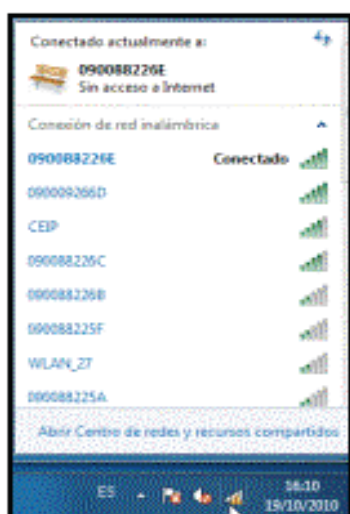 Conectado actualmente a:
090088226E
Sin acceso a Internet
Conexión de red inalámbrica
090088226E Conectado
090009266D
CEIP
090088226C
090088226B
090088225F
WLAN_27
090088225A
Abrir Centro de redes y recursos compartidos
ES
16:10
19/10/2010